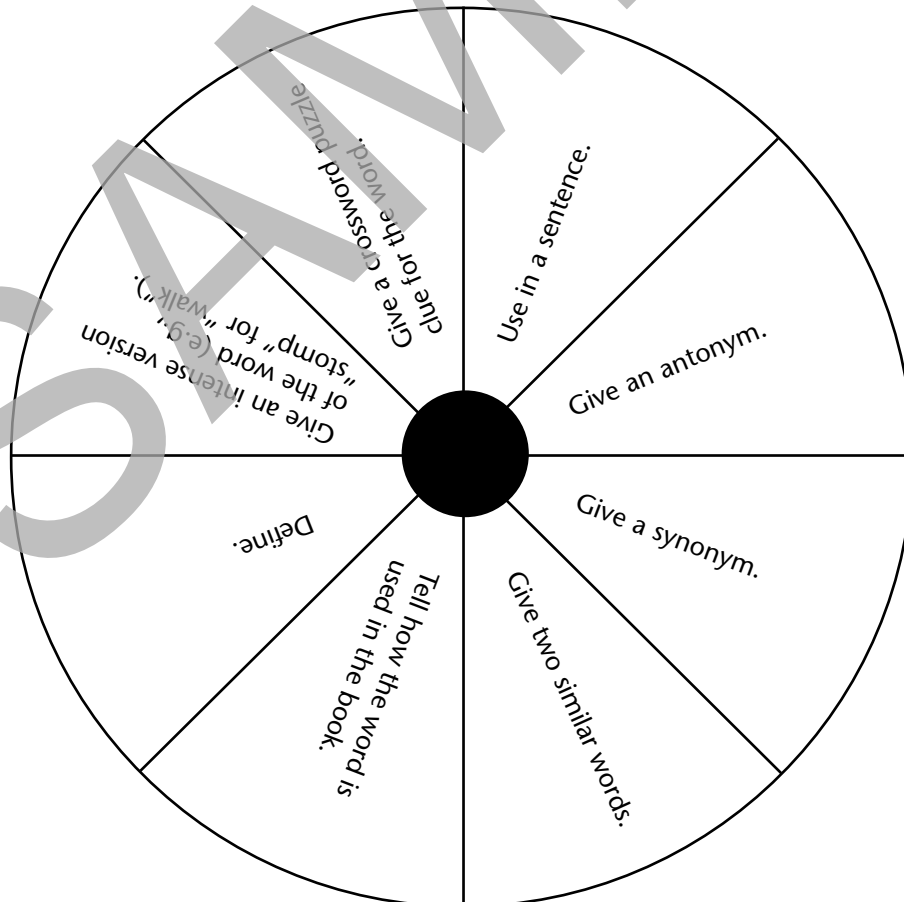 Use in a sentence.
Give an antonym.
Give a synonym.
Give two similar words.
Tell how the word is
used in the book.
Define.
Give an intense version
of the word (e.g.,
“stomp” for “walk”).
Give a crossword puzzle
clue for the word.
SAM